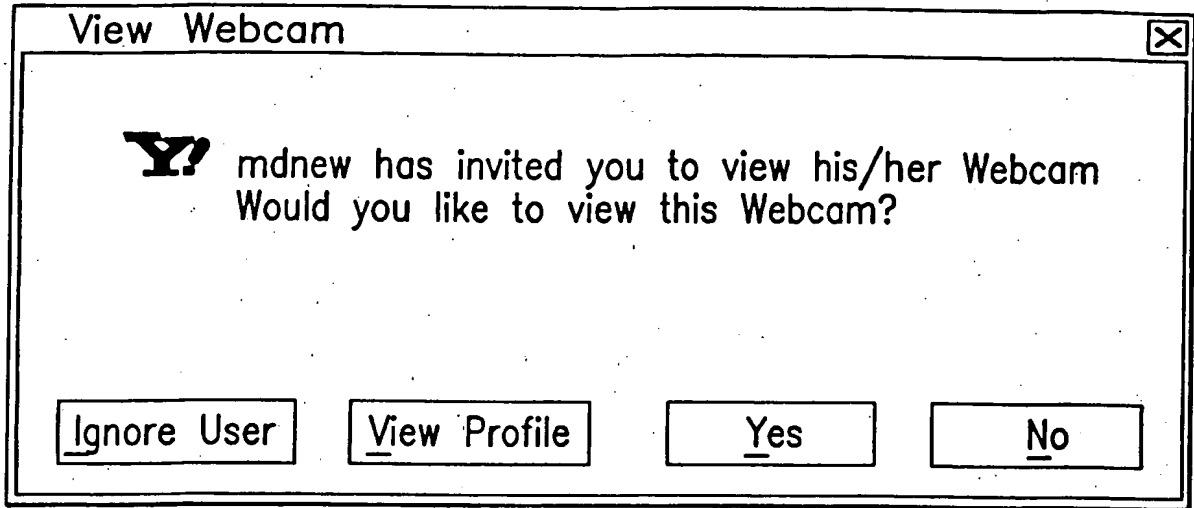 View Webcam
Y! mdnew has invited you to view his/her Webcam
Would you like to view this Webcam?
Ignore User View Profile Yes No